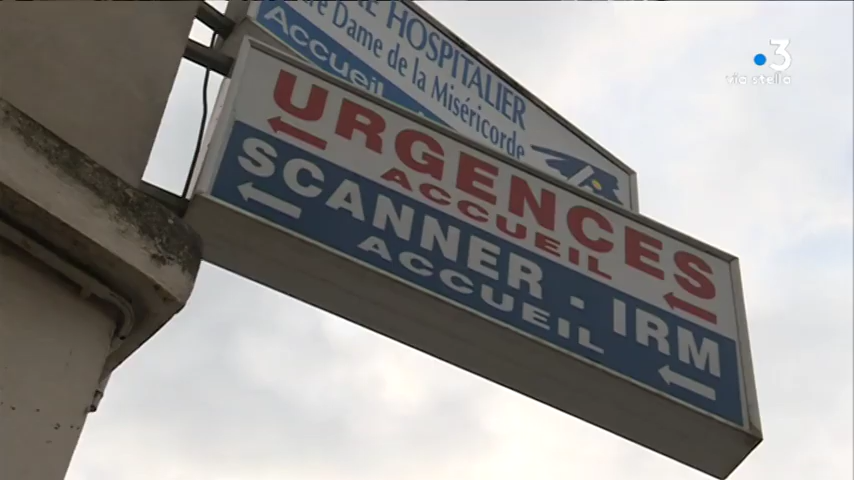 HOSPITALIER
Dame de la Miséricorde
Accueil
URGENCES
ACCUEIL
SCANNER - IRM
ACCUEIL
3
via stella